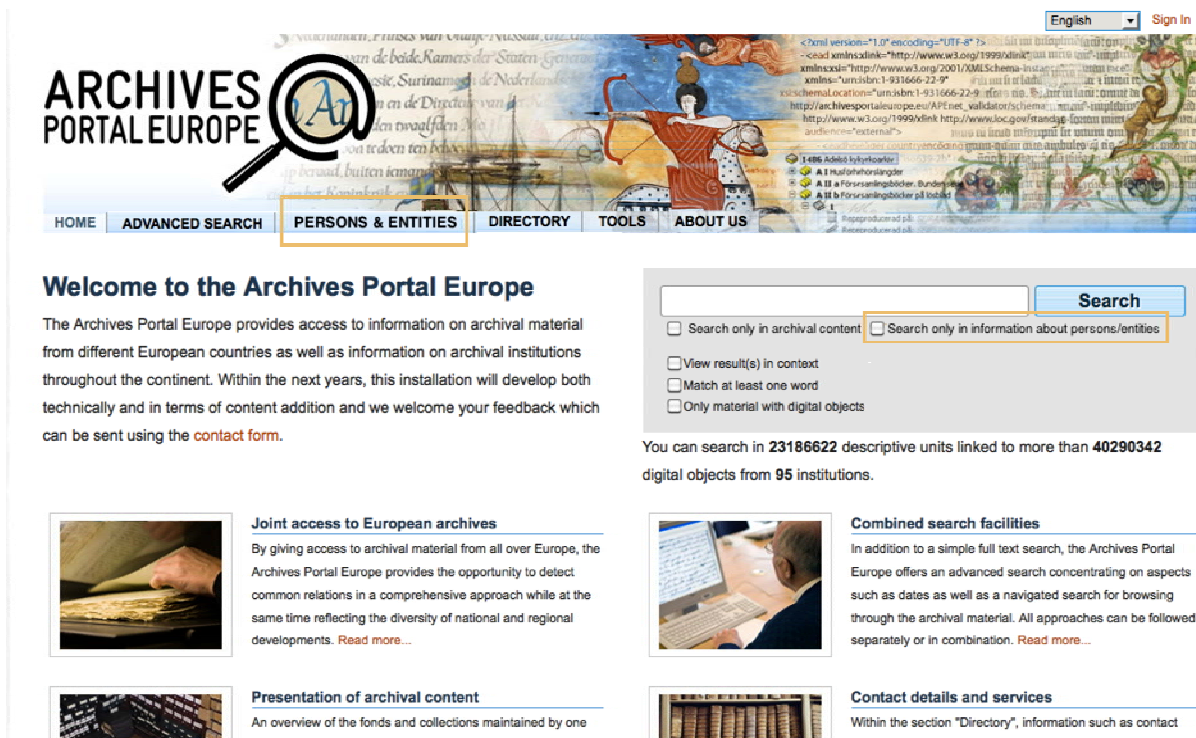 English
Sign In
ARCHIVES
PORTAL EUROPE
<?xml version="1.0" encoding="UTF-8" ?>
HOME
ADVANCED SEARCH
PERSONS & ENTITIES
DIRECTORY
TOOLS
ABOUT US
Welcome to the Archives Portal Europe
The Archives Portal Europe provides access to information on archival material
from different European countries as well as information on archival institutions
throughout the continent. Within the next years, this installation will develop both
technically and in terms of content addition and we welcome your feedback which
can be sent using the contact form.
Search
Search only in archival content
Search only in information about persons/entities
View result(s) in context
Match at least one word
Only material with digital objects
You can search in 23186622 descriptive units linked to more than 40290342
digital objects from 95 institutions.
Joint access to European archives
By giving access to archival material from all over Europe, the
Archives Portal Europe provides the opportunity to detect
common relations in a comprehensive approach while at the
same time reflecting the diversity of national and regional
developments. Read more...
Combined search facilities
In addition to a simple full text search, the Archives Portal
Europe offers an advanced search concentrating on aspects
such as dates as well as a navigated search for browsing
through the archival material. All approaches can be followed
separately or in combination. Read more...
Presentation of archival content
An overview of the fonds and collections maintained by one
Contact details and services
Within the section "Directory", information such as contact